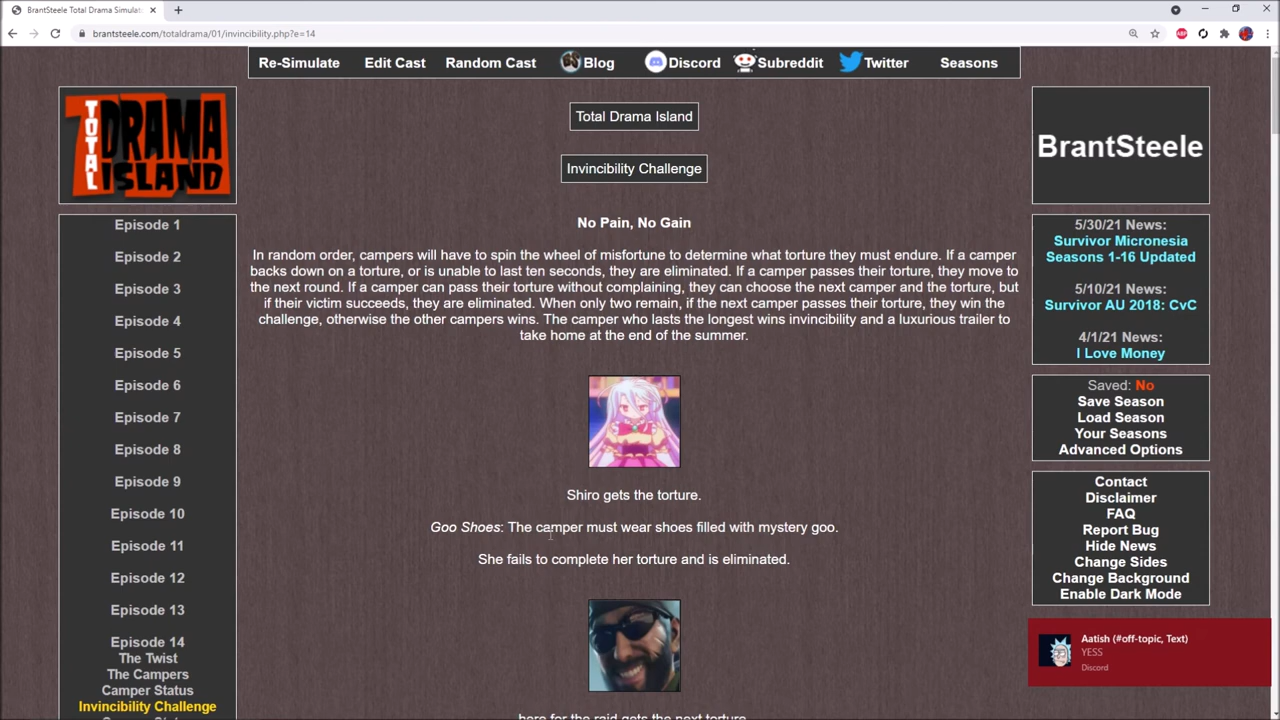 BrantSteele Total Drama Simulat
brantsteele.com/totaldrama/01/invincibility.php?e=14
ABP
Re-Simulate
Edit Cast
Random Cast
Blog
Discord
Subreddit
Twitter
Seasons
TOTAL DRAMA ISLAND
Episode 1
Episode 2
Episode 3
Episode 4
Episode 5
Episode 6
Episode 7
Episode 8
Episode 9
Episode 10
Episode 11
Episode 12
Episode 13
Episode 14
The Twist
The Campers
Camper Status
Invincibility Challenge
Total Drama Island
Invincibility Challenge
No Pain, No Gain
In random order, campers will have to spin the wheel of misfortune to determine what torture they must endure. If a camper
backs down on a torture, or is unable to last ten seconds, they are eliminated. If a camper passes their torture, they move to
the next round. If a camper can pass their torture without complaining, they can choose the next camper and the torture, but
if their victim succeeds, they are eliminated. When only two remain, if the next camper passes their torture, they win the
challenge, otherwise the other campers wins. The camper who lasts the longest wins invincibility and a luxurious trailer to
take home at the end of the summer.
Shiro gets the torture.
Goo Shoes: The camper must wear shoes filled with mystery goo.
She fails to complete her torture and is eliminated.
here for the raid gets the next torture.
BrantSteele
5/30/21 News:
Survivor Micronesia
Seasons 1-16 Updated
5/10/21 News:
Survivor AU 2018: CvC
4/1/21 News:
I Love Money
Saved: No
Save Season
Load Season
Your Seasons
Advanced Options
Contact
Disclaimer
FAQ
Report Bug
Hide News
Change Sides
Change Background
Enable Dark Mode
Aatish (#off-topic, Text)
YESS
Discord